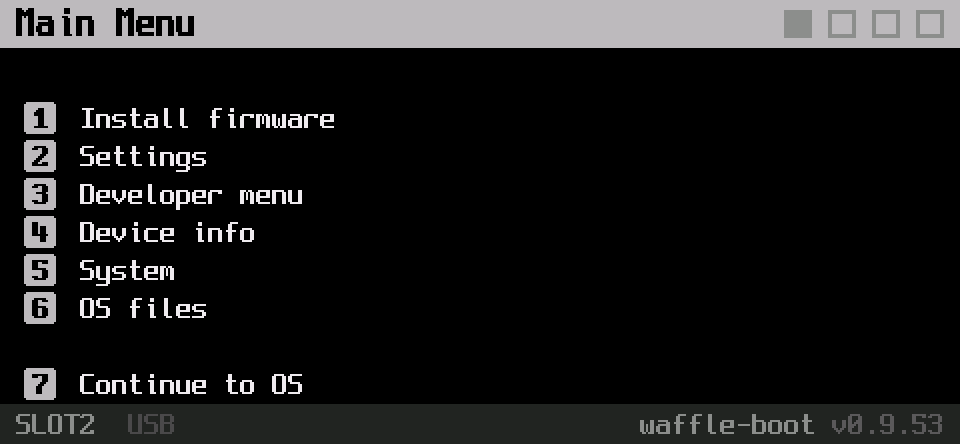 Main Menu
1 Install firmware
2 Settings
3 Developer menu
4 Device info
5 System
6 OS files
7 Continue to OS
SLOT2 USB waffle-boot v0.9.53